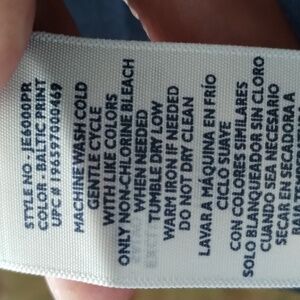 STYLE NO - JE6000PR
COLOR - BALTIC PRINT
UPC # 196597000469
MACHINE WASH COLD
GENTLE CYCLE
WITH LIKE COLORS
ONLY NON-CHLORINE BLEACH
WHEN NEEDED
TUMBLE DRY LOW
WARM IRON IF NEEDED
DO NOT DRY CLEAN
LAVAR A MÁQUINA EN FRÍO
CICLO SUAVE
CON COLORES SIMILARES
SOLO BLANQUEADOR SIN CLORO
CUANDO SEA NECESARIO
SECAR EN SECADORA A